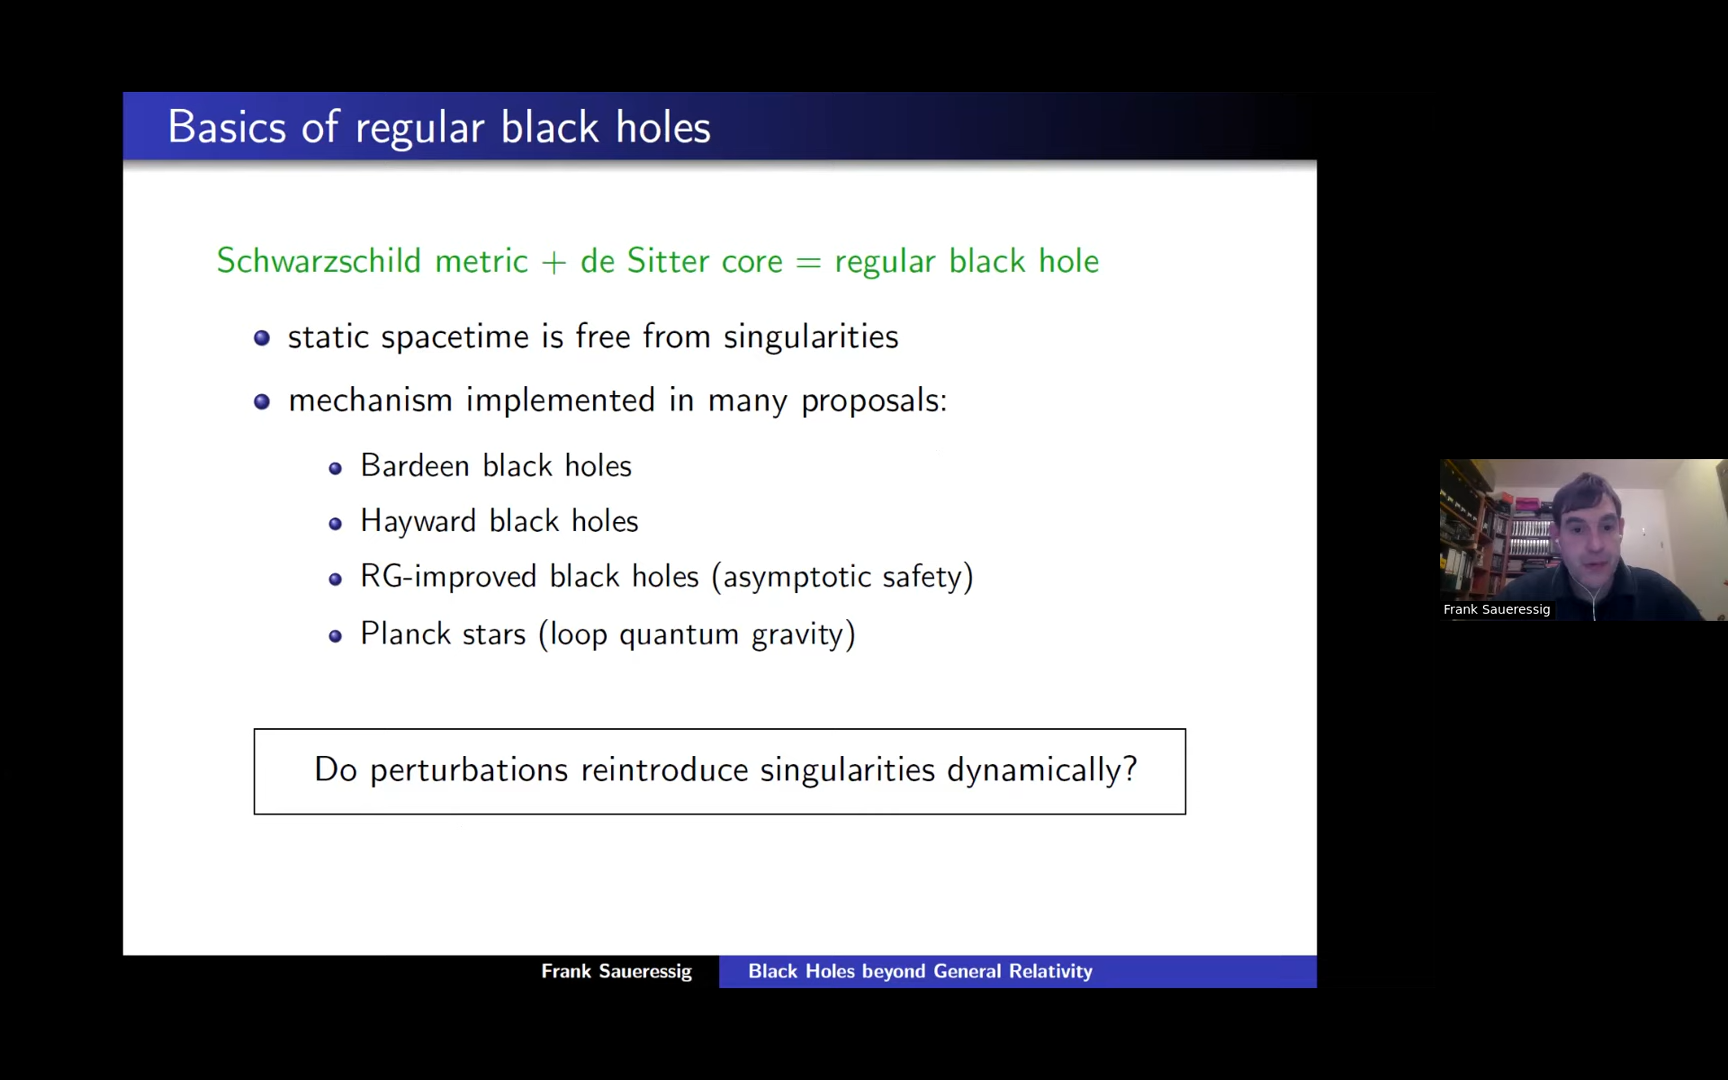 Basics of regular black holes
Schwarzschild metric + de Sitter core = regular black hole
static spacetime is free from singularities
mechanism implemented in many proposals:
Bardeen black holes
Hayward black holes
RG-improved black holes (asymptotic safety)
Planck stars (loop quantum gravity)
Do perturbations reintroduce singularities dynamically?
Frank Saueressig
Frank Saueressig Black Holes beyond General Relativity